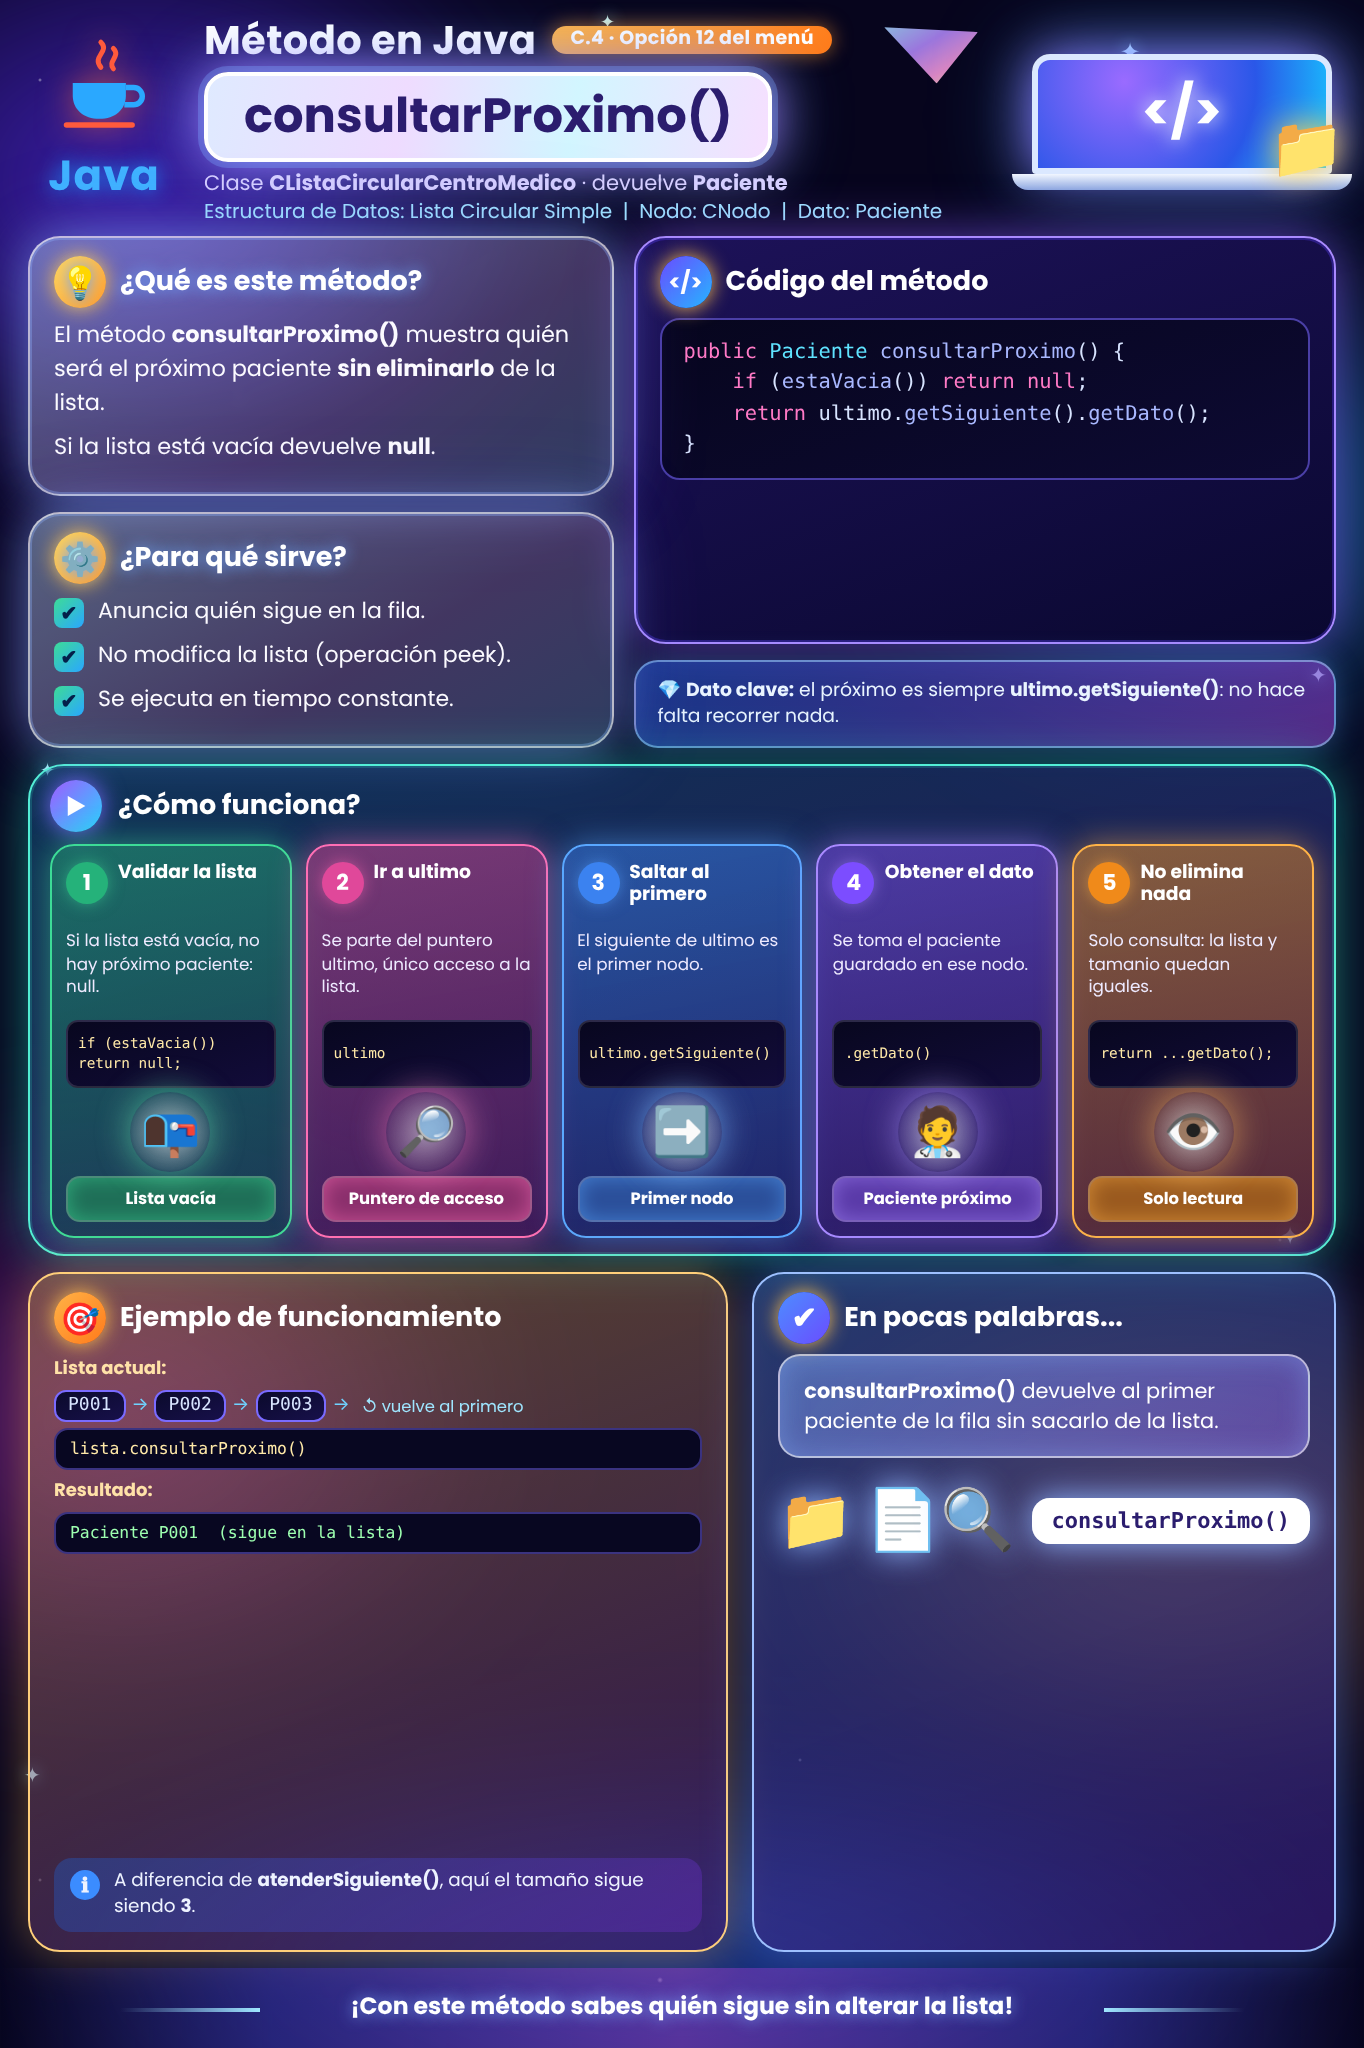 Método en Java
C.4 · Opción 12 del menú
consultarProximo()
Java
Clase CListaCircularCentroMedico · devuelve Paciente
Estructura de Datos: Lista Circular Simple | Nodo: CNodo | Dato: Paciente
</>
¿Qué es este método?
El método consultarProximo() muestra quién
será el próximo paciente sin eliminarlo de la
lista.
Si la lista está vacía devuelve null.
</> Código del método
public Paciente consultarProximo() {
    if (estaVacia()) return null;
    return ultimo.getSiguiente().getDato();
}
¿Para qué sirve?
✔ Anuncia quién sigue en la fila.
✔ No modifica la lista (operación peek).
✔ Se ejecuta en tiempo constante.
💎 Dato clave: el próximo es siempre ultimo.getSiguiente(): no hace
falta recorrer nada.
¿Cómo funciona?
1 Validar la lista
Si la lista está vacía, no
hay próximo paciente:
null.
if (estaVacia())
return null;
Lista vacía
2 Ir a ultimo
Se parte del puntero
ultimo, único acceso a la
lista.
ultimo
Puntero de acceso
3 Saltar al
primero
El siguiente de ultimo es
el primer nodo.
ultimo.getSiguiente()
Primer nodo
4 Obtener el dato
Se toma el paciente
guardado en ese nodo.
.getDato()
Paciente próximo
5 No elimina
nada
Solo consulta: la lista y
tamanio quedan
iguales.
return ...getDato();
Solo lectura
Ejemplo de funcionamiento
Lista actual:
P001 → P002 → P003 → ↺ vuelve al primero
lista.consultarProximo()
Resultado:
Paciente P001  (sigue en la lista)
ℹ A diferencia de atenderSiguiente(), aquí el tamaño sigue
siendo 3.
✔ En pocas palabras...
consultarProximo() devuelve al primer
paciente de la fila sin sacarlo de la lista.
consultarProximo()
¡Con este método sabes quién sigue sin alterar la lista!